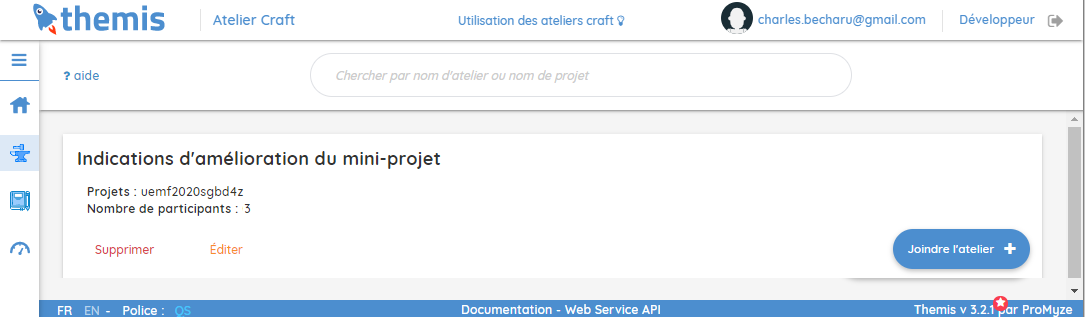 themis
Atelier Craft
Utilisation des ateliers craft
charles.becharu@gmail.com
Développeur
? aide
Chercher par nom d'atelier ou nom de projet
Indications d'amélioration du mini-projet
Projets : uemf2020sgbd4z
Nombre de participants : 3
Supprimer
Éditer
Joindre l'atelier +
FR EN - Police : QS
Documentation - Web Service API
Themis v 3.2.1 par ProMyze